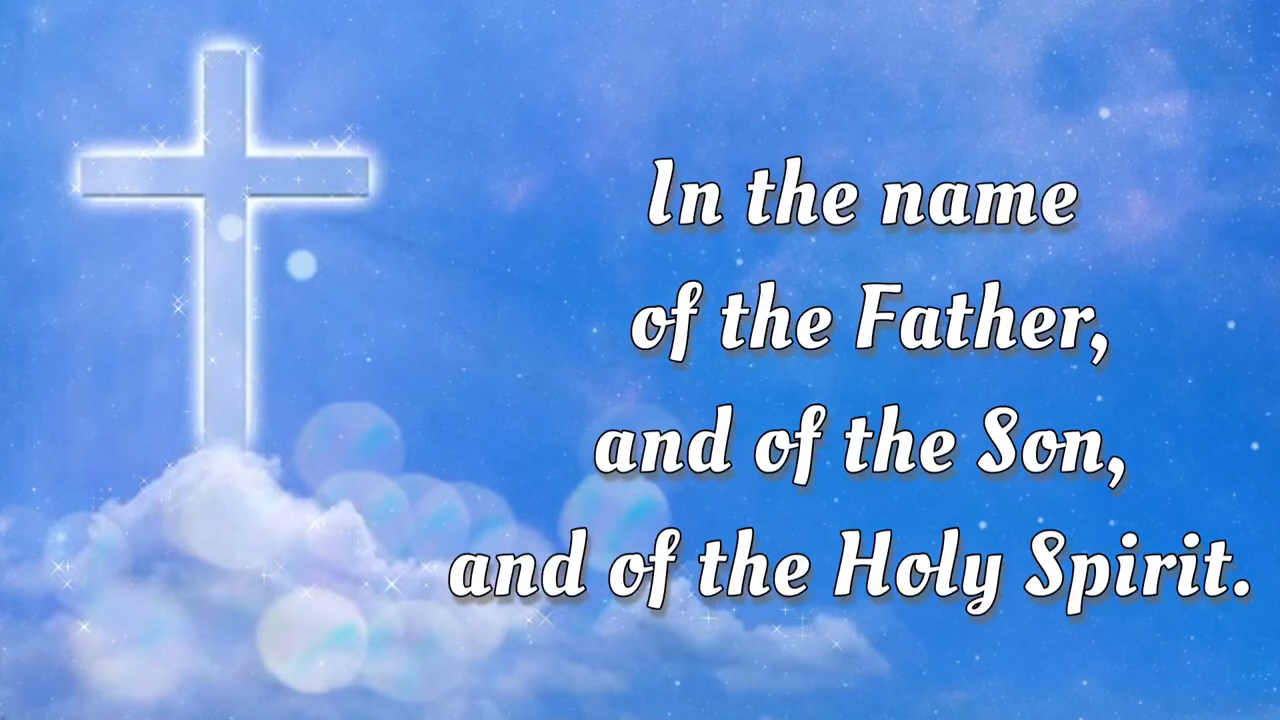 In the name
of the Father,
and of the Son,
and of the Holy Spirit.